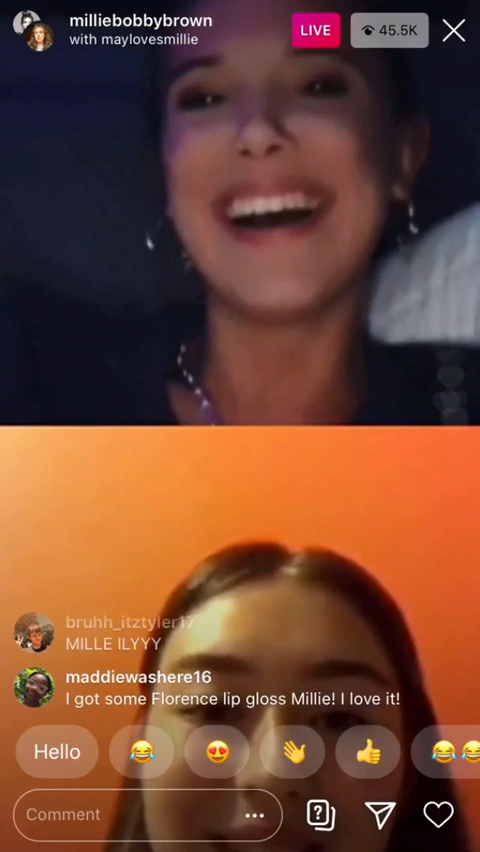 milliebobbybrown
with maylovesmillie
LIVE
45.5K
bruhh_itztyler17
MILLE ILYYY
maddiewashere16
I got some Florence lip gloss Millie! I love it!
Hello
Comment